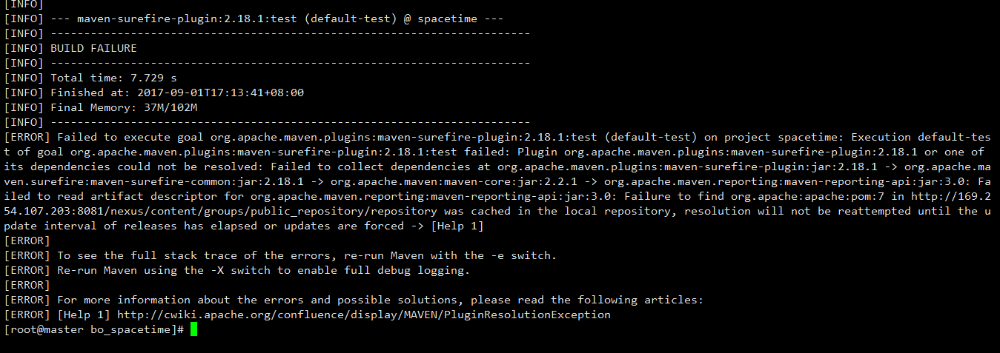 [INFO]
[INFO] --- maven-surefire-plugin:2.18.1:test (default-test) @ spacetime ---
[INFO] ------------------------------------------------------------------------
[INFO] BUILD FAILURE
[INFO] ------------------------------------------------------------------------
[INFO] Total time: 7.729 s
[INFO] Finished at: 2017-09-01T17:13:41+08:00
[INFO] Final Memory: 37M/102M
[INFO] ------------------------------------------------------------------------
[ERROR] Failed to execute goal org.apache.maven.plugins:maven-surefire-plugin:2.18.1:test (default-test) on project spacetime: Execution default-tes
t of goal org.apache.maven.plugins:maven-surefire-plugin:2.18.1:test failed: Plugin org.apache.maven.plugins:maven-surefire-plugin:2.18.1 or one of
its dependencies could not be resolved: Failed to collect dependencies at org.apache.maven.plugins:maven-surefire-plugin:jar:2.18.1 -> org.apache.ma
ven.surefire:maven-surefire-common:jar:2.18.1 -> org.apache.maven:maven-core:jar:2.2.1 -> org.apache.maven.reporting:maven-reporting-api:jar:3.0: Fa
iled to read artifact descriptor for org.apache.maven.reporting:maven-reporting-api:jar:3.0: Failure to find org.apache:apache:pom:7 in http://169.2
54.107.203:8081/nexus/content/groups/public_repository/repository was cached in the local repository, resolution will not be reattempted until the u
pdate interval of releases has elapsed or updates are forced -> [Help 1]
[ERROR]
[ERROR] To see the full stack trace of the errors, re-run Maven with the -e switch.
[ERROR] Re-run Maven using the -X switch to enable full debug logging.
[ERROR]
[ERROR] For more information about the errors and possible solutions, please read the following articles:
[ERROR] [Help 1] http://cwiki.apache.org/confluence/display/MAVEN/PluginResolutionException
[root@master bo_spacetime]#